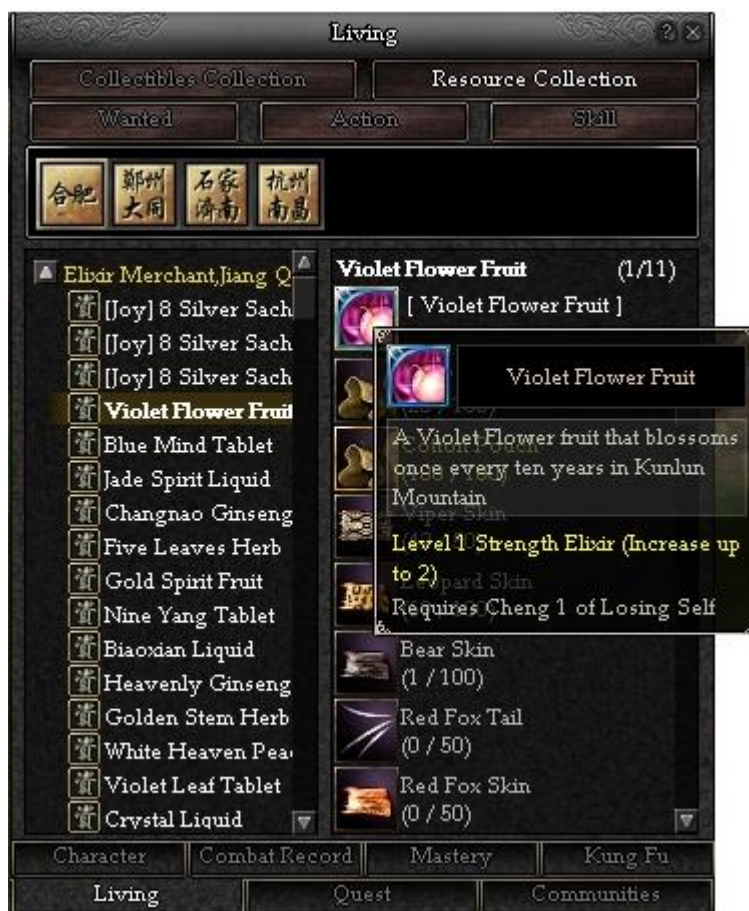 Living
?
Collectibles Collection
Resource Collection
Wanted
Action
Skill
合肥
鄭州
大同
石家
濟南
杭州
南昌
Elixir Merchant,Jiang Q
[Joy] 8 Silver Sach
[Joy] 8 Silver Sach
[Joy] 8 Silver Sach
Violet Flower Fruit
Blue Mind Tablet
Jade Spirit Liquid
Changnao Ginseng
Five Leaves Herb
Gold Spirit Fruit
Nine Yang Tablet
Biaoxian Liquid
Heavenly Ginseng
Golden Stem Herb
White Heaven Pea
Violet Leaf Tablet
Crystal Liquid
Violet Flower Fruit (1/11)
[ Violet Flower Fruit ]
Violet Flower Fruit
A Violet Flower fruit that blossoms
once every ten years in Kunlun
Mountain
Level 1 Strength Elixir (Increase up
to 2)
Requires Cheng 1 of Losing Self
Viper Skin
Leopard Skin
Bear Skin
(1 / 100)
Red Fox Tail
(0 / 50)
Red Fox Skin
(0 / 50)
Character
Combat Record
Mastery
Kung Fu
Living
Quest
Communities